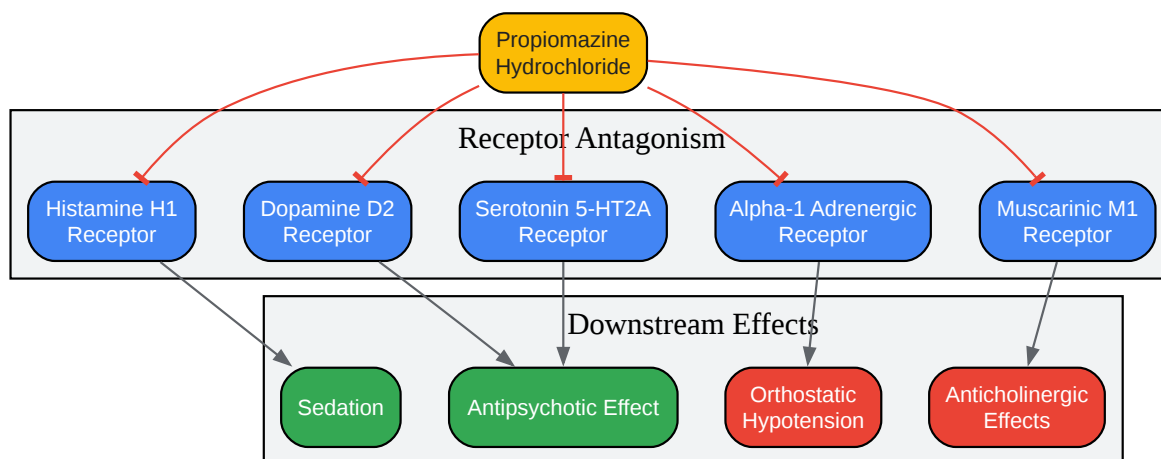 Propiomazine
Hydrochloride
Receptor Antagonism
Histamine H1
Receptor
Dopamine D2
Receptor
Serotonin 5-HT2A
Receptor
Alpha-1 Adrenergic
Receptor
Muscarinic M1
Receptor
Downstream Effects
Sedation
Antipsychotic Effect
Orthostatic
Hypotension
Anticholinergic
Effects